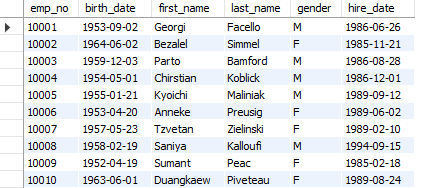 emp_no birth_date first_name last_name gender hire_date
10001 1953-09-02 Georgi Facello M 1986-06-26
10002 1964-06-02 Bezalel Simmel F 1985-11-21
10003 1959-12-03 Parto Bamford M 1986-08-28
10004 1954-05-01 Chirstian Koblick M 1986-12-01
10005 1955-01-21 Kyoichi Maliniak M 1989-09-12
10006 1953-04-20 Anneke Preusig F 1989-06-02
10007 1957-05-23 Tzvetan Zielinski F 1989-02-10
10008 1958-02-19 Saniya Kalloufi M 1994-09-15
10009 1952-04-19 Sumant Peac F 1985-02-18
10010 1963-06-01 Duangkaew Piveteau F 1989-08-24